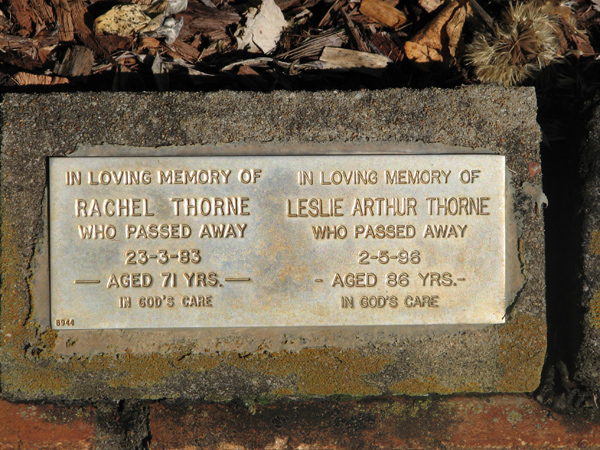 IN LOVING MEMORY OF
RACHEL THORNE
WHO PASSED AWAY
23-3-83
— AGED 71 YRS. —
IN GOD'S CARE
8944
IN LOVING MEMORY OF
LESLIE ARTHUR THORNE
WHO PASSED AWAY
2-5-96
- AGED 86 YRS. -
IN GOD'S CARE